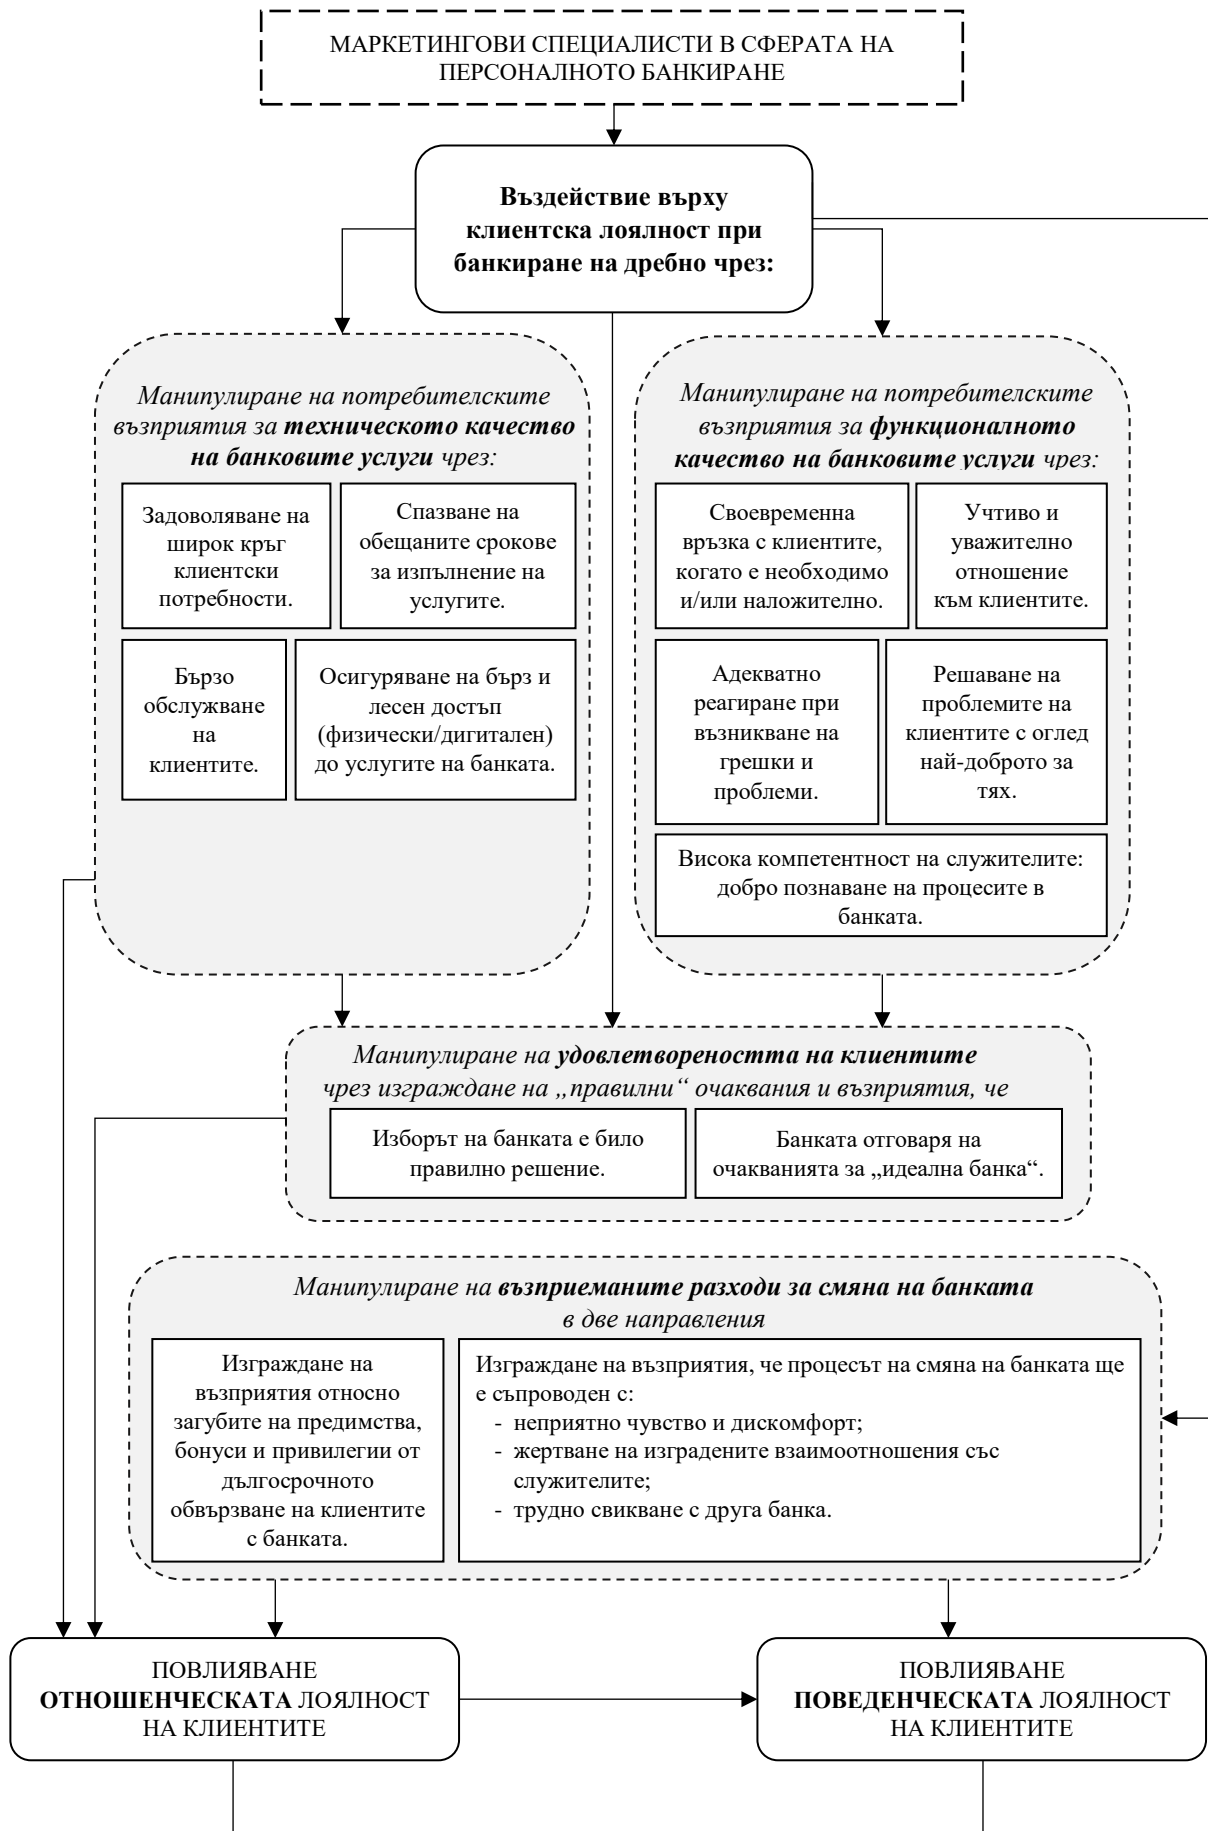 МАРКЕТИНГОВИ СПЕЦИАЛИСТИ В СФЕРАТА НА
ПЕРСОНАЛНОТО БАНКИРАНЕ
Въздействие върху
клиентска лоялност при
банкиране на дребно чрез:
Манипулиране на потребителските
възприятия за техническото качество
на банковите услуги чрез:
Задоволяване на
широк кръг
клиентски
потребности.
Спазване на
обещаните срокове
за изпълнение на
услугите.
Бързо
обслужване
на
клиентите.
Осигуряване на бърз и
лесен достъп
(физически/дигитален)
до услугите на банката.
Манипулиране на потребителските
възприятия за функционалното
качество на банковите услуги чрез:
Своевременна
връзка с клиентите,
когато е необходимо
и/или наложително.
Учтиво и
уважително
отношение
към клиентите.
Адекватно
реагиране при
възникване на
грешки и
проблеми.
Решаване на
проблемите на
клиентите с оглед
най-доброто за
тях.
Висока компетентност на служителите:
добро познаване на процесите в
банката.
Манипулиране на удовлетвореността на клиентите
чрез изграждане на „правилни“ очаквания и възприятия, че
Изборът на банката е било
правилно решение.
Банката отговаря на
очакванията за „идеална банка“.
Манипулиране на възприеманите разходи за смяна на банката
в две направления
Изграждане на
възприятия относно
загубите на предимства,
бонуси и привилегии от
дългосрочното
обвързване на клиентите
с банката.
Изграждане на възприятия, че процесът на смяна на банката ще
е съпроводен с:
- неприятно чувство и дискомфорт;
- жертване на изградените взаимоотношения със
служителите;
- трудно свикване с друга банка.
ПОВЛИЯВАНЕ
ОТНОШЕНЧЕСКАТА ЛОЯЛНОСТ
НА КЛИЕНТИТЕ
ПОВЛИЯВАНЕ
ПОВЕДЕНЧЕСКАТА ЛОЯЛНОСТ
НА КЛИЕНТИТЕ